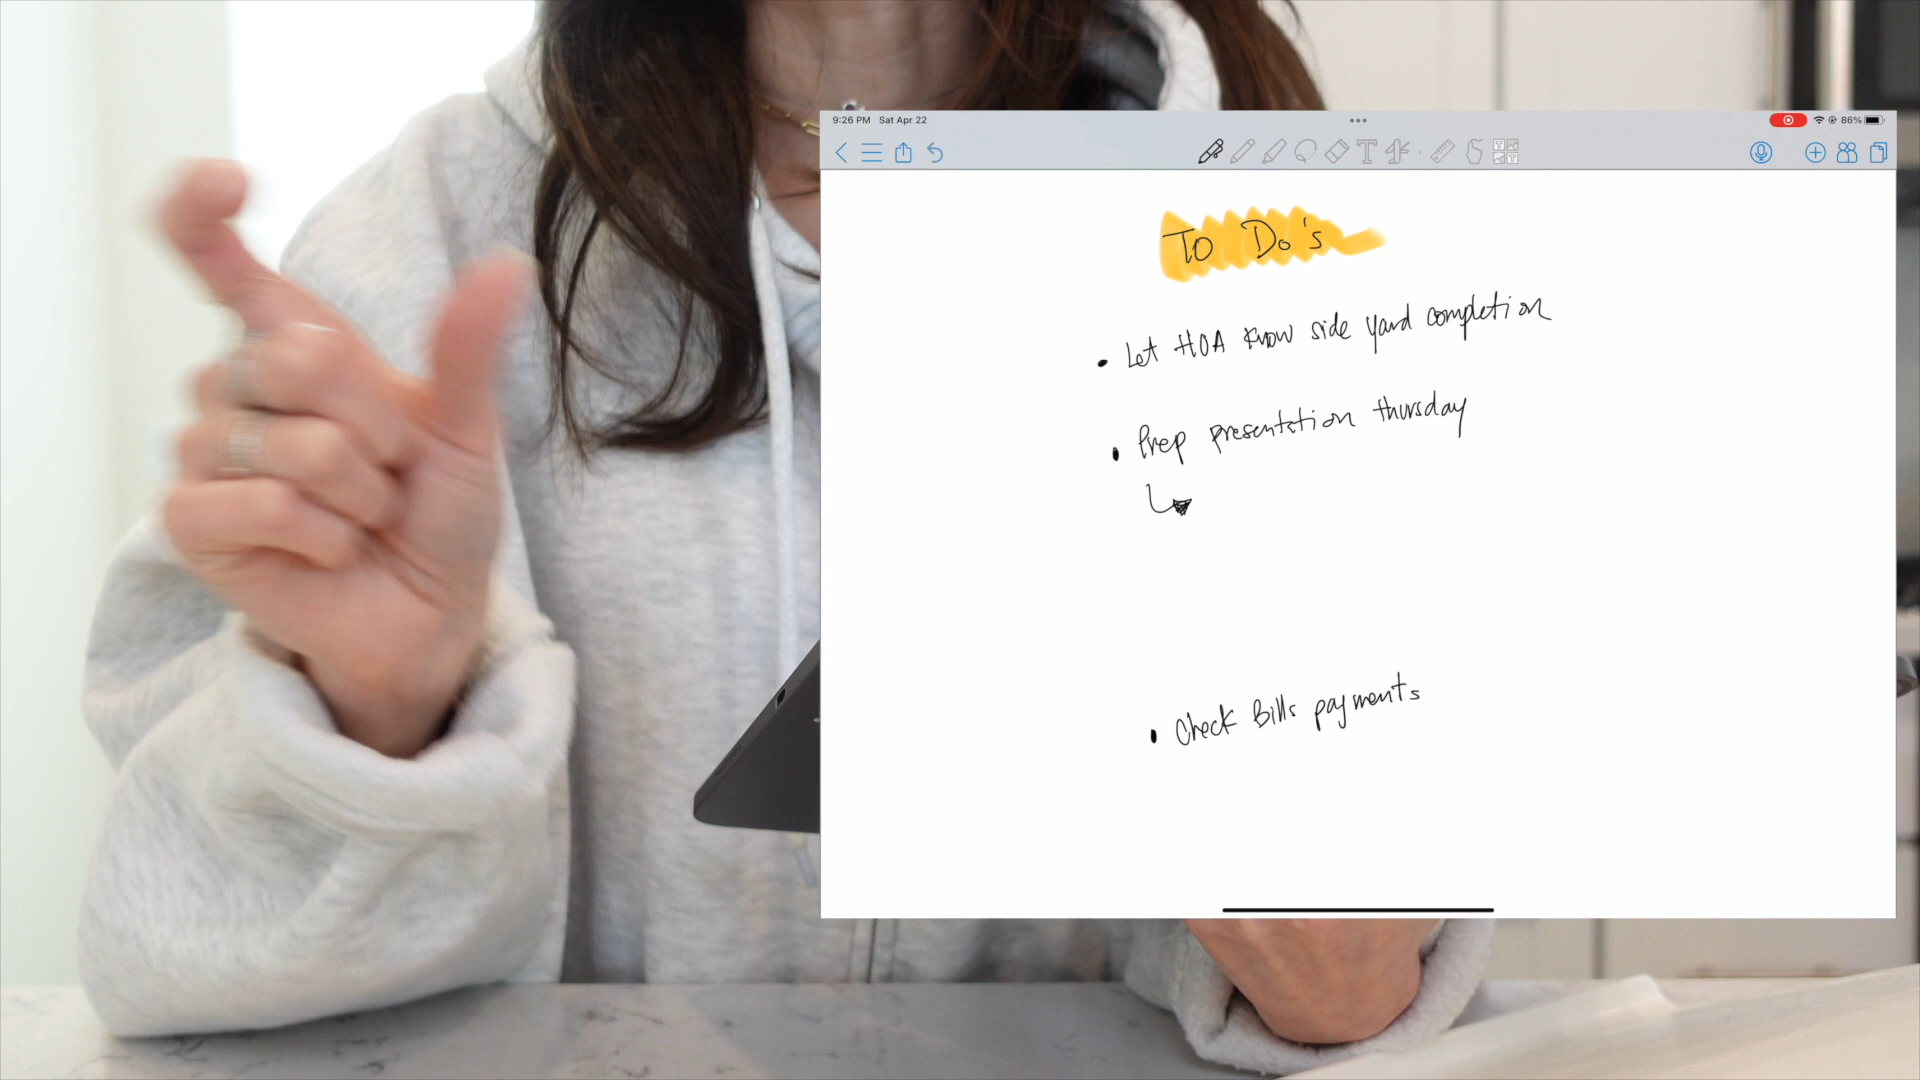 9:26 PM Sat Apr 22
86%
To Do's
• Let HOA know side yard completion
• Prep presentation thursday
• Check Bills payments